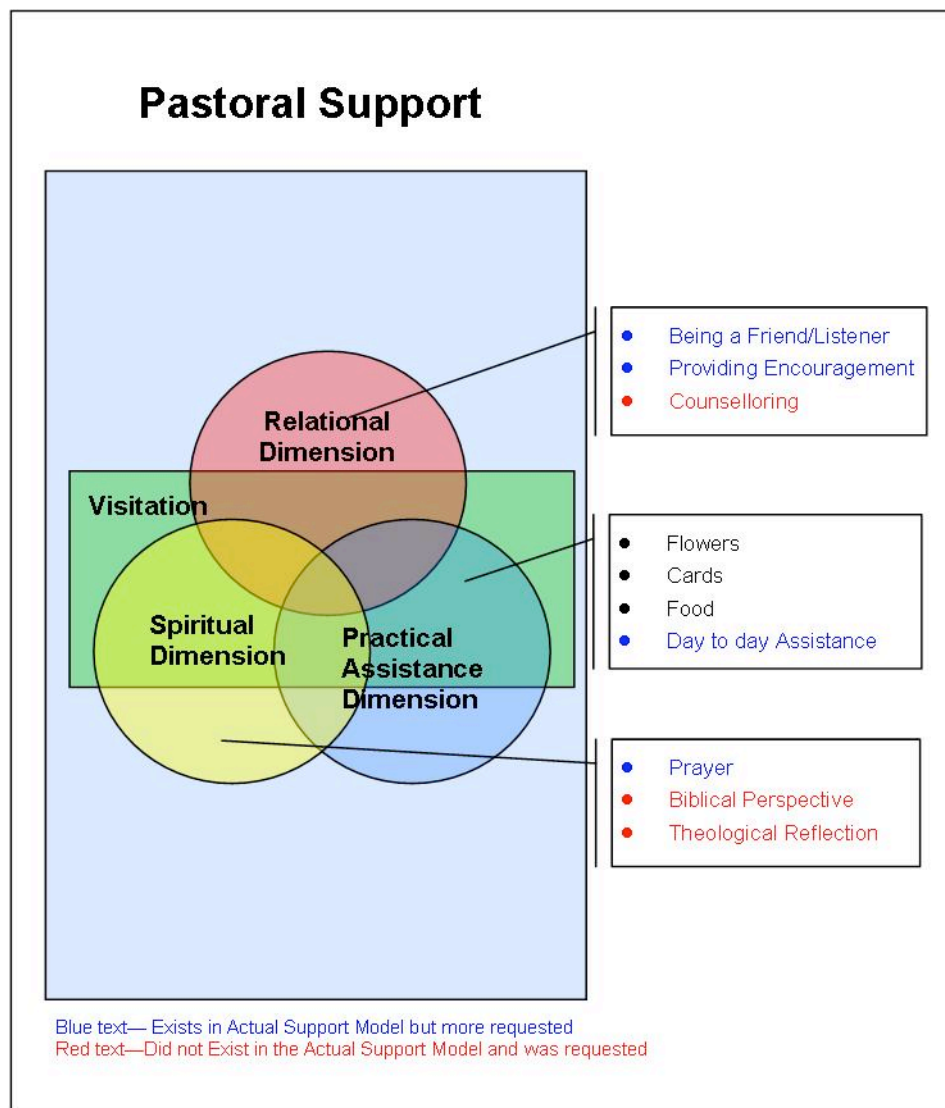 Pastoral Support
Relational
Dimension
Visitation
Spiritual
Dimension
Practical
Assistance
Dimension
● Being a Friend/Listener
● Providing Encouragement
● Counselloring
● Flowers
● Cards
● Food
● Day to day Assistance
● Prayer
● Biblical Perspective
● Theological Reflection
Blue text— Exists in Actual Support Model but more requested
Red text—Did not Exist in the Actual Support Model and was requested